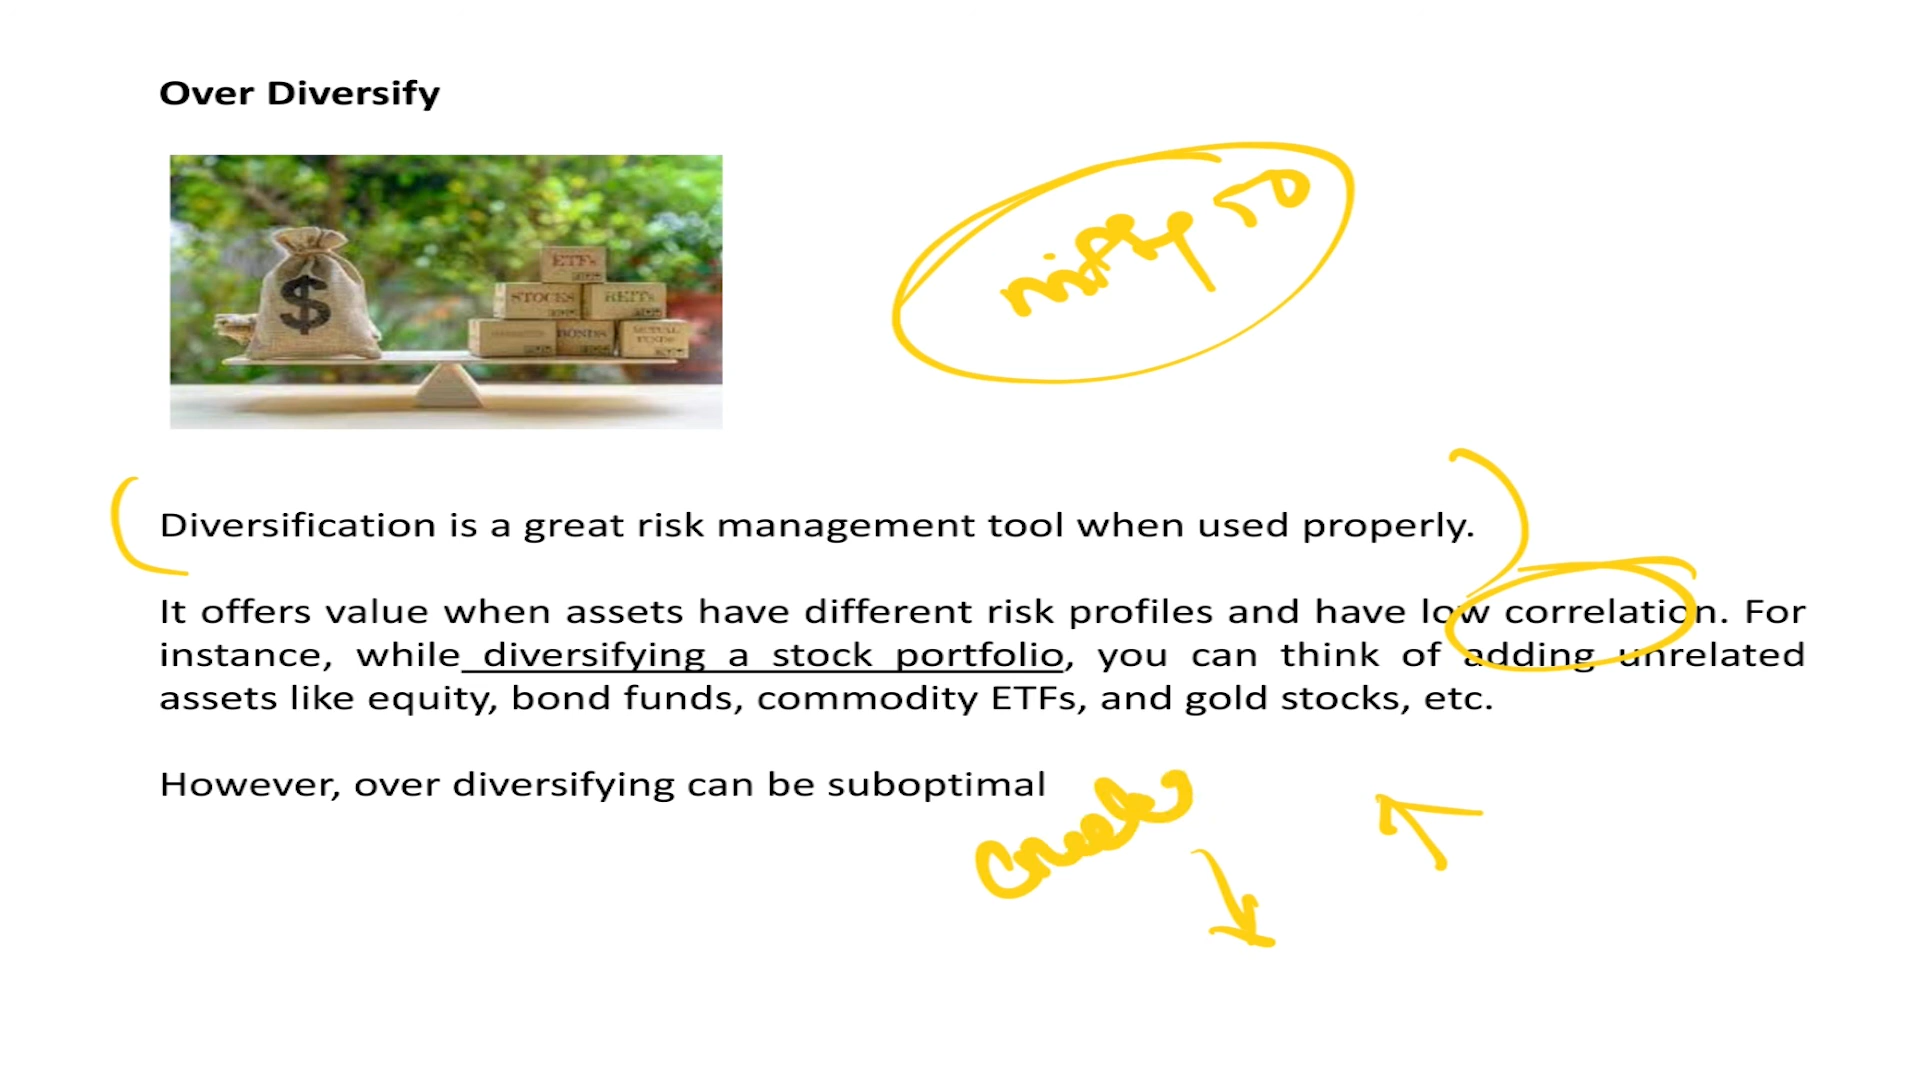 Over Diversify
nifty 50
$
ETFs
STOCKS REITs
BONDS MUTUAL
FUNDS
Diversification is a great risk management tool when used properly.
It offers value when assets have different risk profiles and have low correlation. For
instance, while diversifying a stock portfolio, you can think of adding unrelated
assets like equity, bond funds, commodity ETFs, and gold stocks, etc.
However, over diversifying can be suboptimal